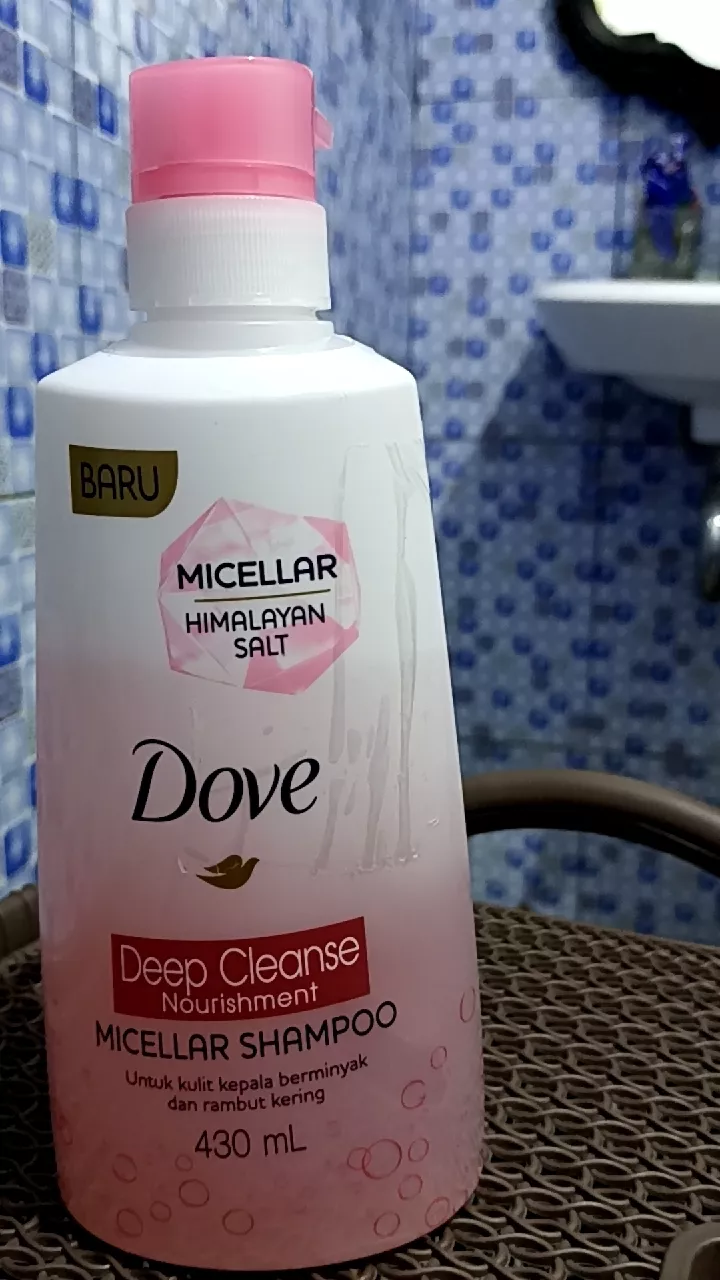 BARU
MICELLAR
HIMALAYAN
SALT
Dove
Deep Cleanse
Nourishment
MICELLAR SHAMPOO
Untuk kulit kepala berminyak
dan rambut kering
430 mL